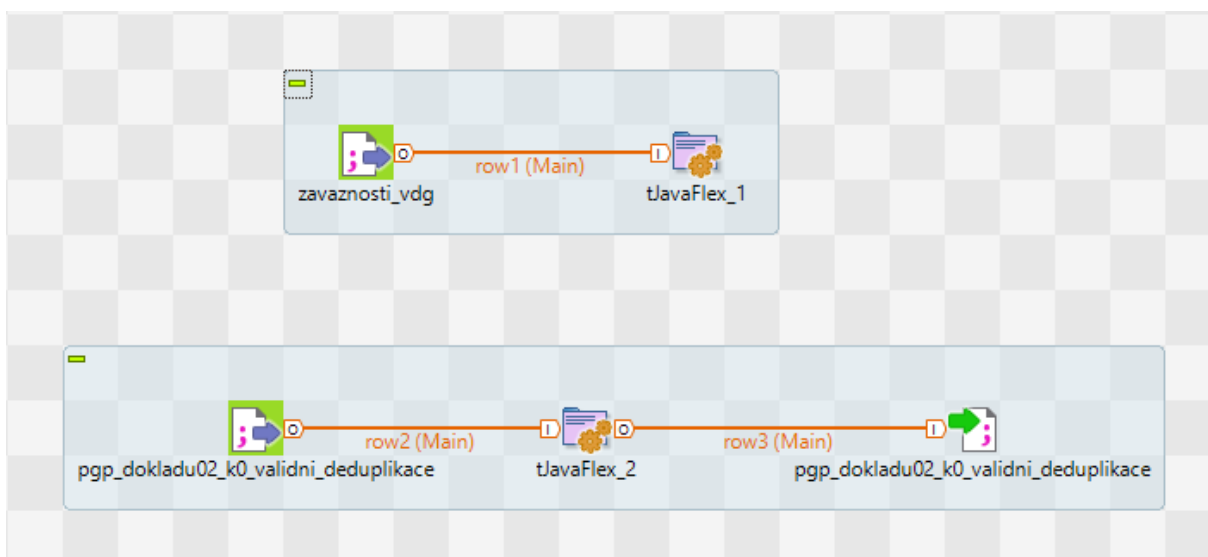 O
I
row1 (Main)
zavaznosti_vdg
tJavaFlex_1
O
I
O
I
row2 (Main)
row3 (Main)
pgp_dokladu02_k0_validni_deduplikace
tJavaFlex_2
pgp_dokladu02_k0_validni_deduplikace